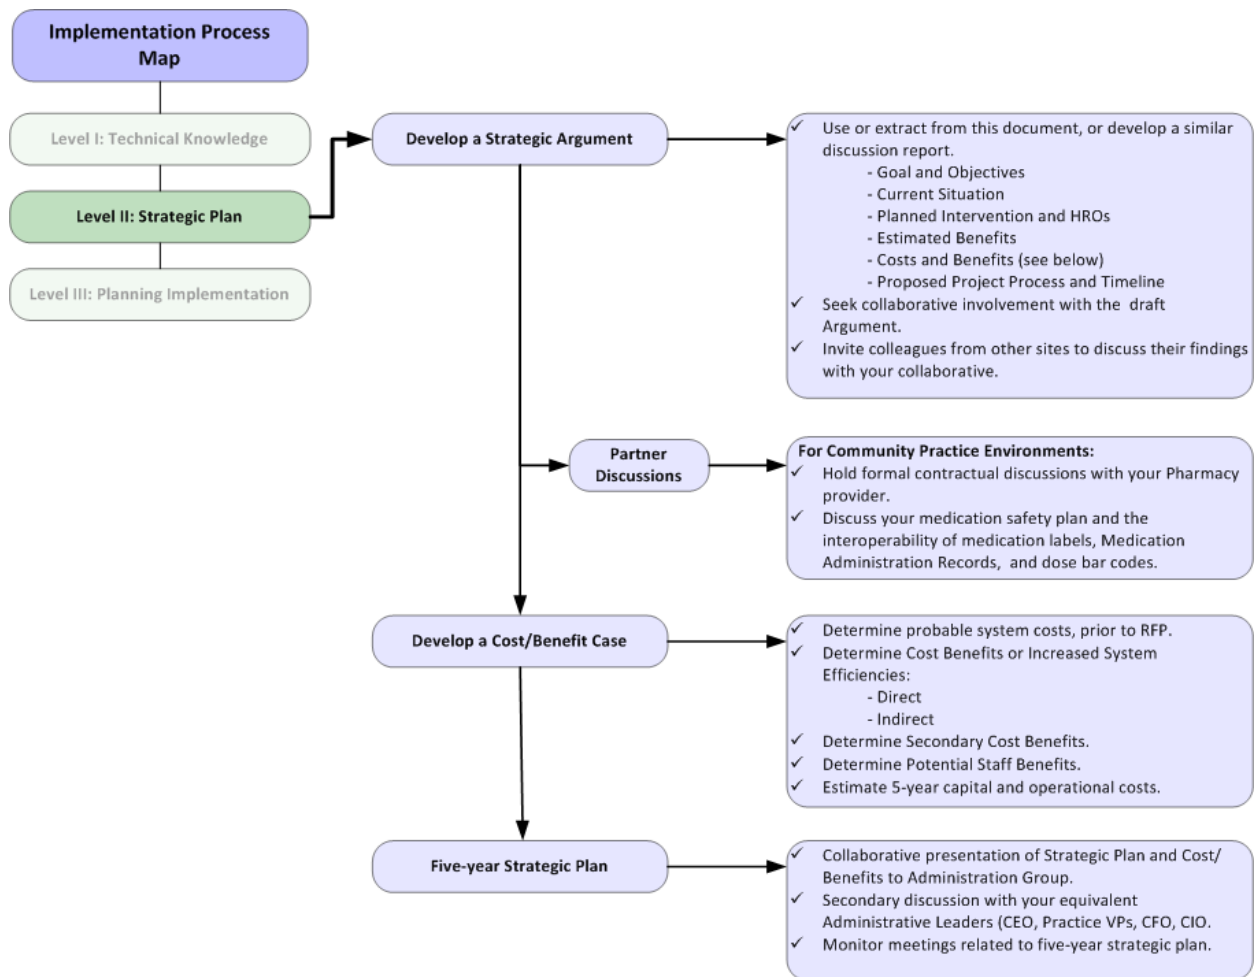 Implementation Process
Map
Level I: Technical Knowledge
Level II: Strategic Plan
Level III: Planning Implementation
Develop a Strategic Argument
✓ Use or extract from this document, or develop a similar
discussion report.
- Goal and Objectives
- Current Situation
- Planned Intervention and HROs
- Estimated Benefits
- Costs and Benefits (see below)
- Proposed Project Process and Timeline
✓ Seek collaborative involvement with the draft
Argument.
✓ Invite colleagues from other sites to discuss their findings
with your collaborative.
Partner
Discussions
For Community Practice Environments:
✓ Hold formal contractual discussions with your Pharmacy
provider.
✓ Discuss your medication safety plan and the
interoperability of medication labels, Medication
Administration Records, and dose bar codes.
Develop a Cost/Benefit Case
✓ Determine probable system costs, prior to RFP.
✓ Determine Cost Benefits or Increased System
Efficiencies:
- Direct
- Indirect
✓ Determine Secondary Cost Benefits.
✓ Determine Potential Staff Benefits.
✓ Estimate 5-year capital and operational costs.
Five-year Strategic Plan
✓ Collaborative presentation of Strategic Plan and Cost/
Benefits to Administration Group.
✓ Secondary discussion with your equivalent
Administrative Leaders (CEO, Practice VPs, CFO, CIO.
✓ Monitor meetings related to five-year strategic plan.